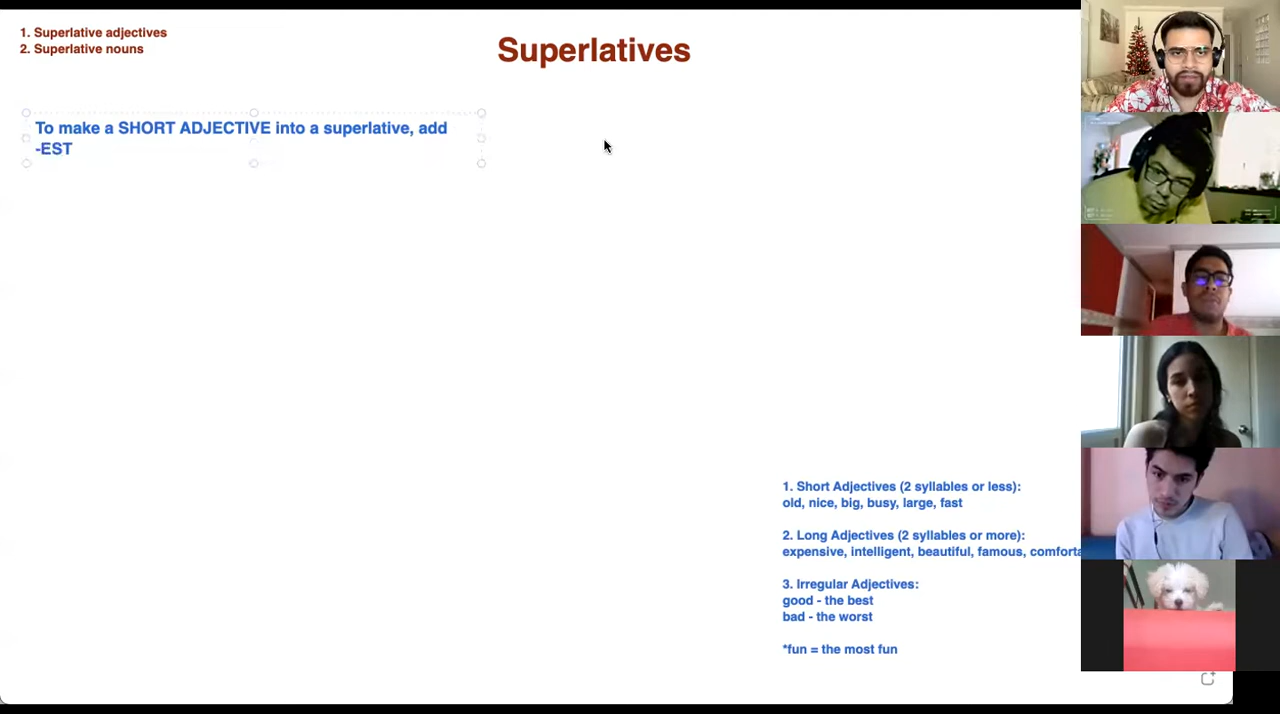 1. Superlative adjectives
2. Superlative nouns
Superlatives
To make a SHORT ADJECTIVE into a superlative, add
-EST
1. Short Adjectives (2 syllables or less):
old, nice, big, busy, large, fast
2. Long Adjectives (2 syllables or more):
expensive, intelligent, beautiful, famous, comforta
3. Irregular Adjectives:
good - the best
bad - the worst
*fun = the most fun